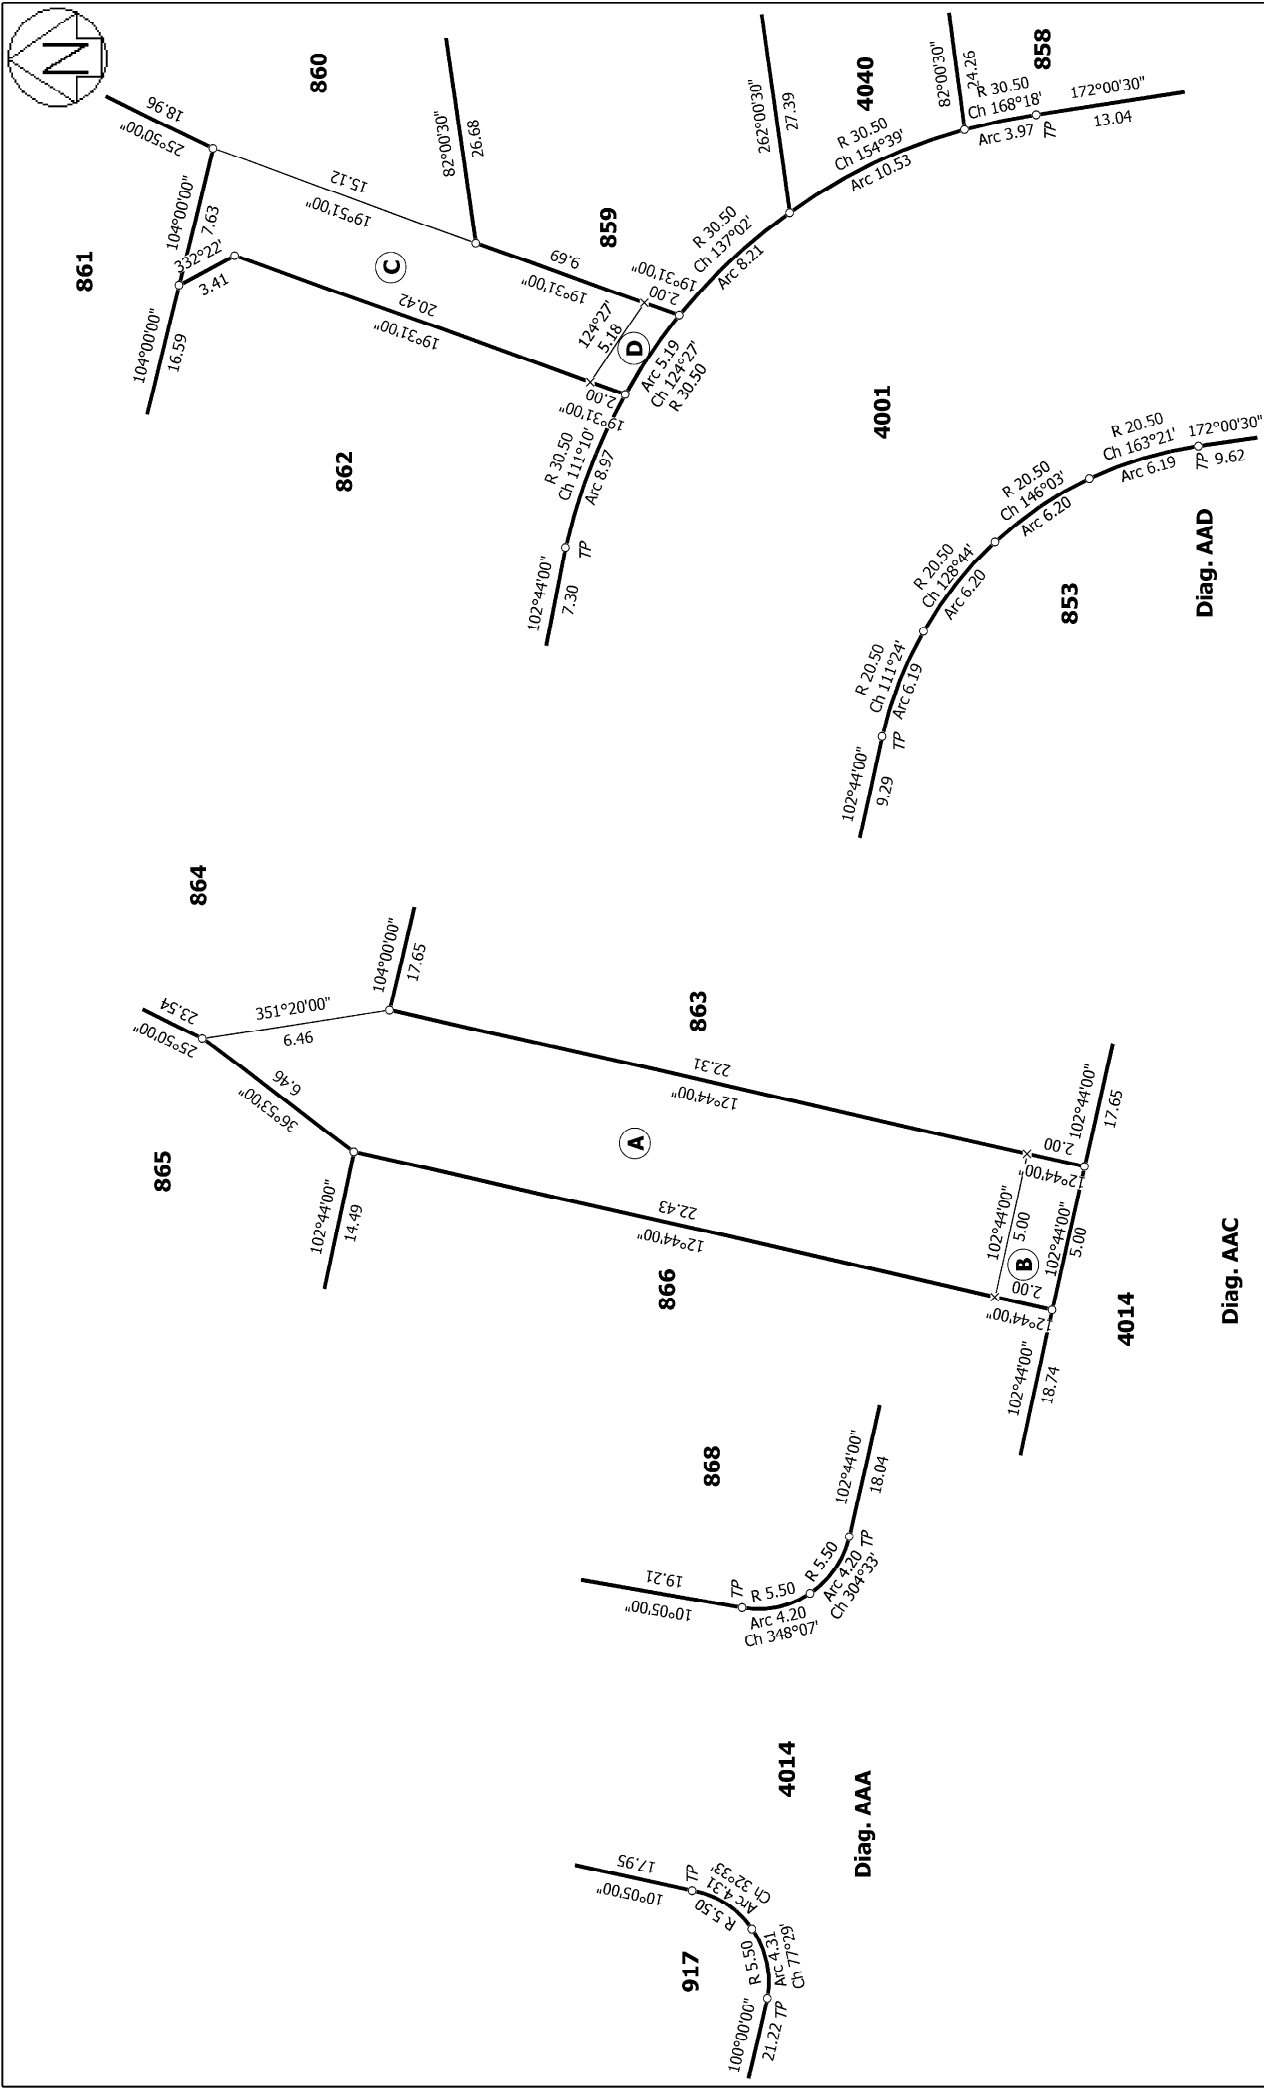 N
860
861
862
859
4040
858
4001
853
Diag. AAD
25°50'00"
18.96
104°00'00"
7.63
332°22'
3.41
104°00'00"
16.59
19°51'00"
15.12
82°00'30"
26.68
C
19°31'00"
20.42
19°31'00"
9.69
19°31'00"
2.00
124°27'
5.18
D
19°31'00"
2.00
Arc 5.19
Ch 124°27'
R 30.50
R 30.50
Ch 111°10'
Arc 8.97
TP
102°44'00"
7.30
R 30.50
Ch 137°02'
Arc 8.21
262°00'30"
27.39
R 30.50
Ch 154°39'
Arc 10.53
82°00'30"
24.26
R 30.50
Ch 168°18'
Arc 3.97
TP
172°00'30"
13.04
102°44'00"
9.29
TP
R 20.50
Ch 111°24'
Arc 6.19
R 20.50
Ch 128°44'
Arc 6.20
R 20.50
Ch 146°03'
Arc 6.20
R 20.50
Ch 163°21'
Arc 6.19
TP
172°00'30"
9.62
864
865
866
863
4014
Diag. AAC
25°50'00"
23.54
351°20'00"
6.46
36°53'00"
6.46
104°00'00"
17.65
102°44'00"
14.49
A
12°44'00"
22.31
12°44'00"
22.43
102°44'00"
5.00
B
12°44'00"
2.00
12°44'00"
2.00
102°44'00"
5.00
102°44'00"
17.65
102°44'00"
18.74
868
10°05'00"
19.21
TP
R 5.50
Arc 4.20
Ch 348°07'
R 5.50
Arc 4.20
Ch 304°33'
TP
102°44'00"
18.04
4014
Diag. AAA
917
10°05'00"
17.95
TP
R 5.50
Arc 4.31
Ch 32°33'
R 5.50
Arc 4.31
Ch 77°29'
TP
100°00'00"
21.22